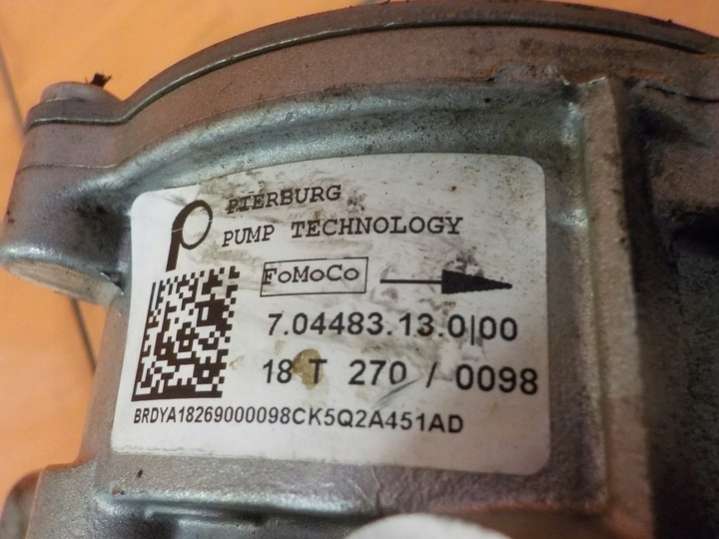 PIERBURG
PUMP TECHNOLOGY
FoMoCo
7.04483.13.0|00
18 T 270 / 0098
BRDYA18269000098CK5Q2A451AD